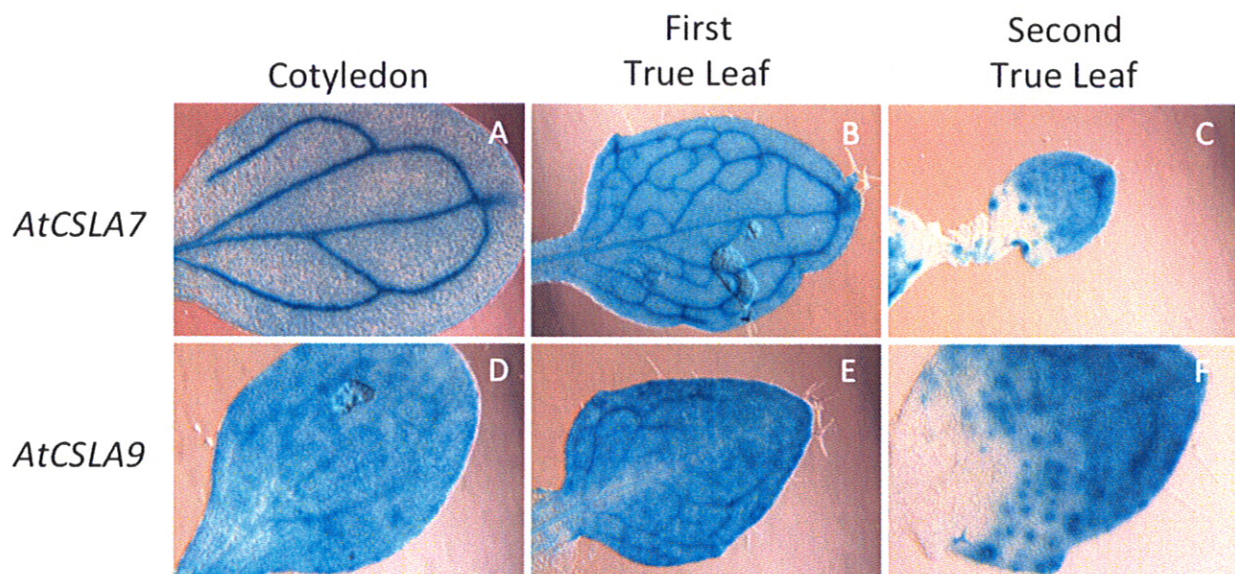 First
True Leaf
Second
True Leaf
Cotyledon
AtCSLA7
A
B
C
AtCSLA9
D
E
F